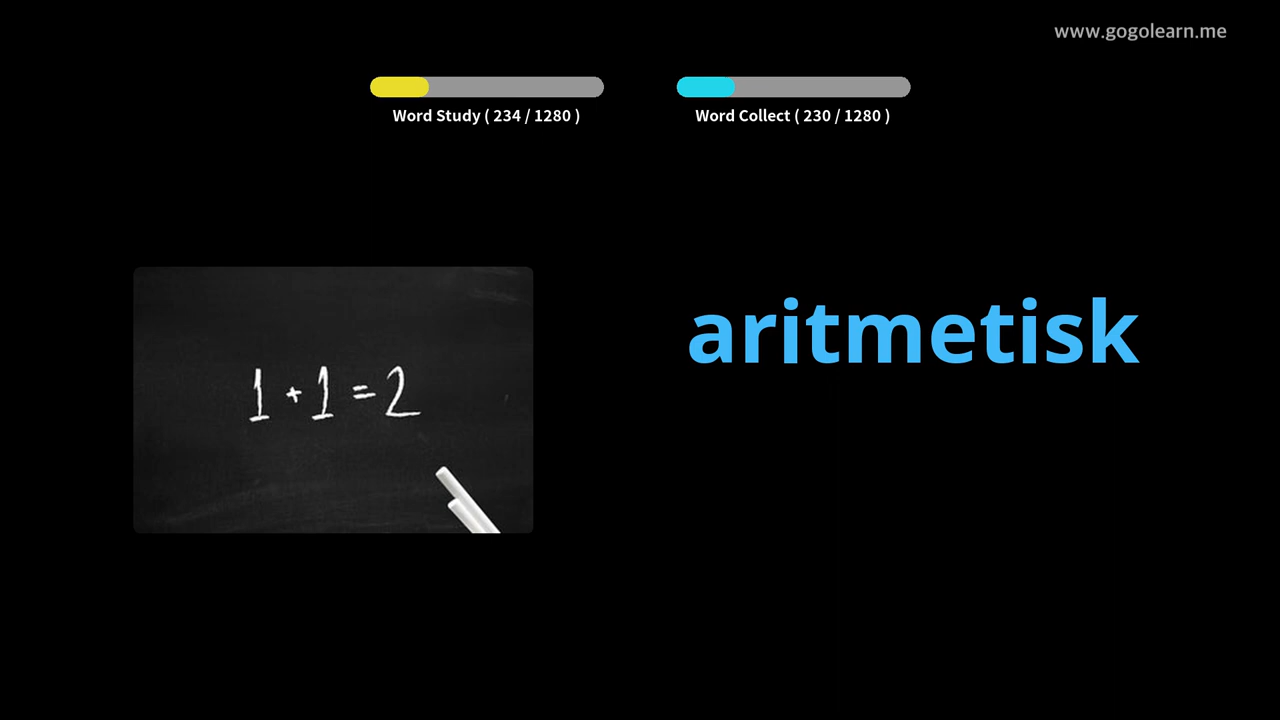 www.gogolearn.me
Word Study ( 234 / 1280 )
Word Collect ( 230 / 1280 )
aritmetisk
1 + 1 = 2